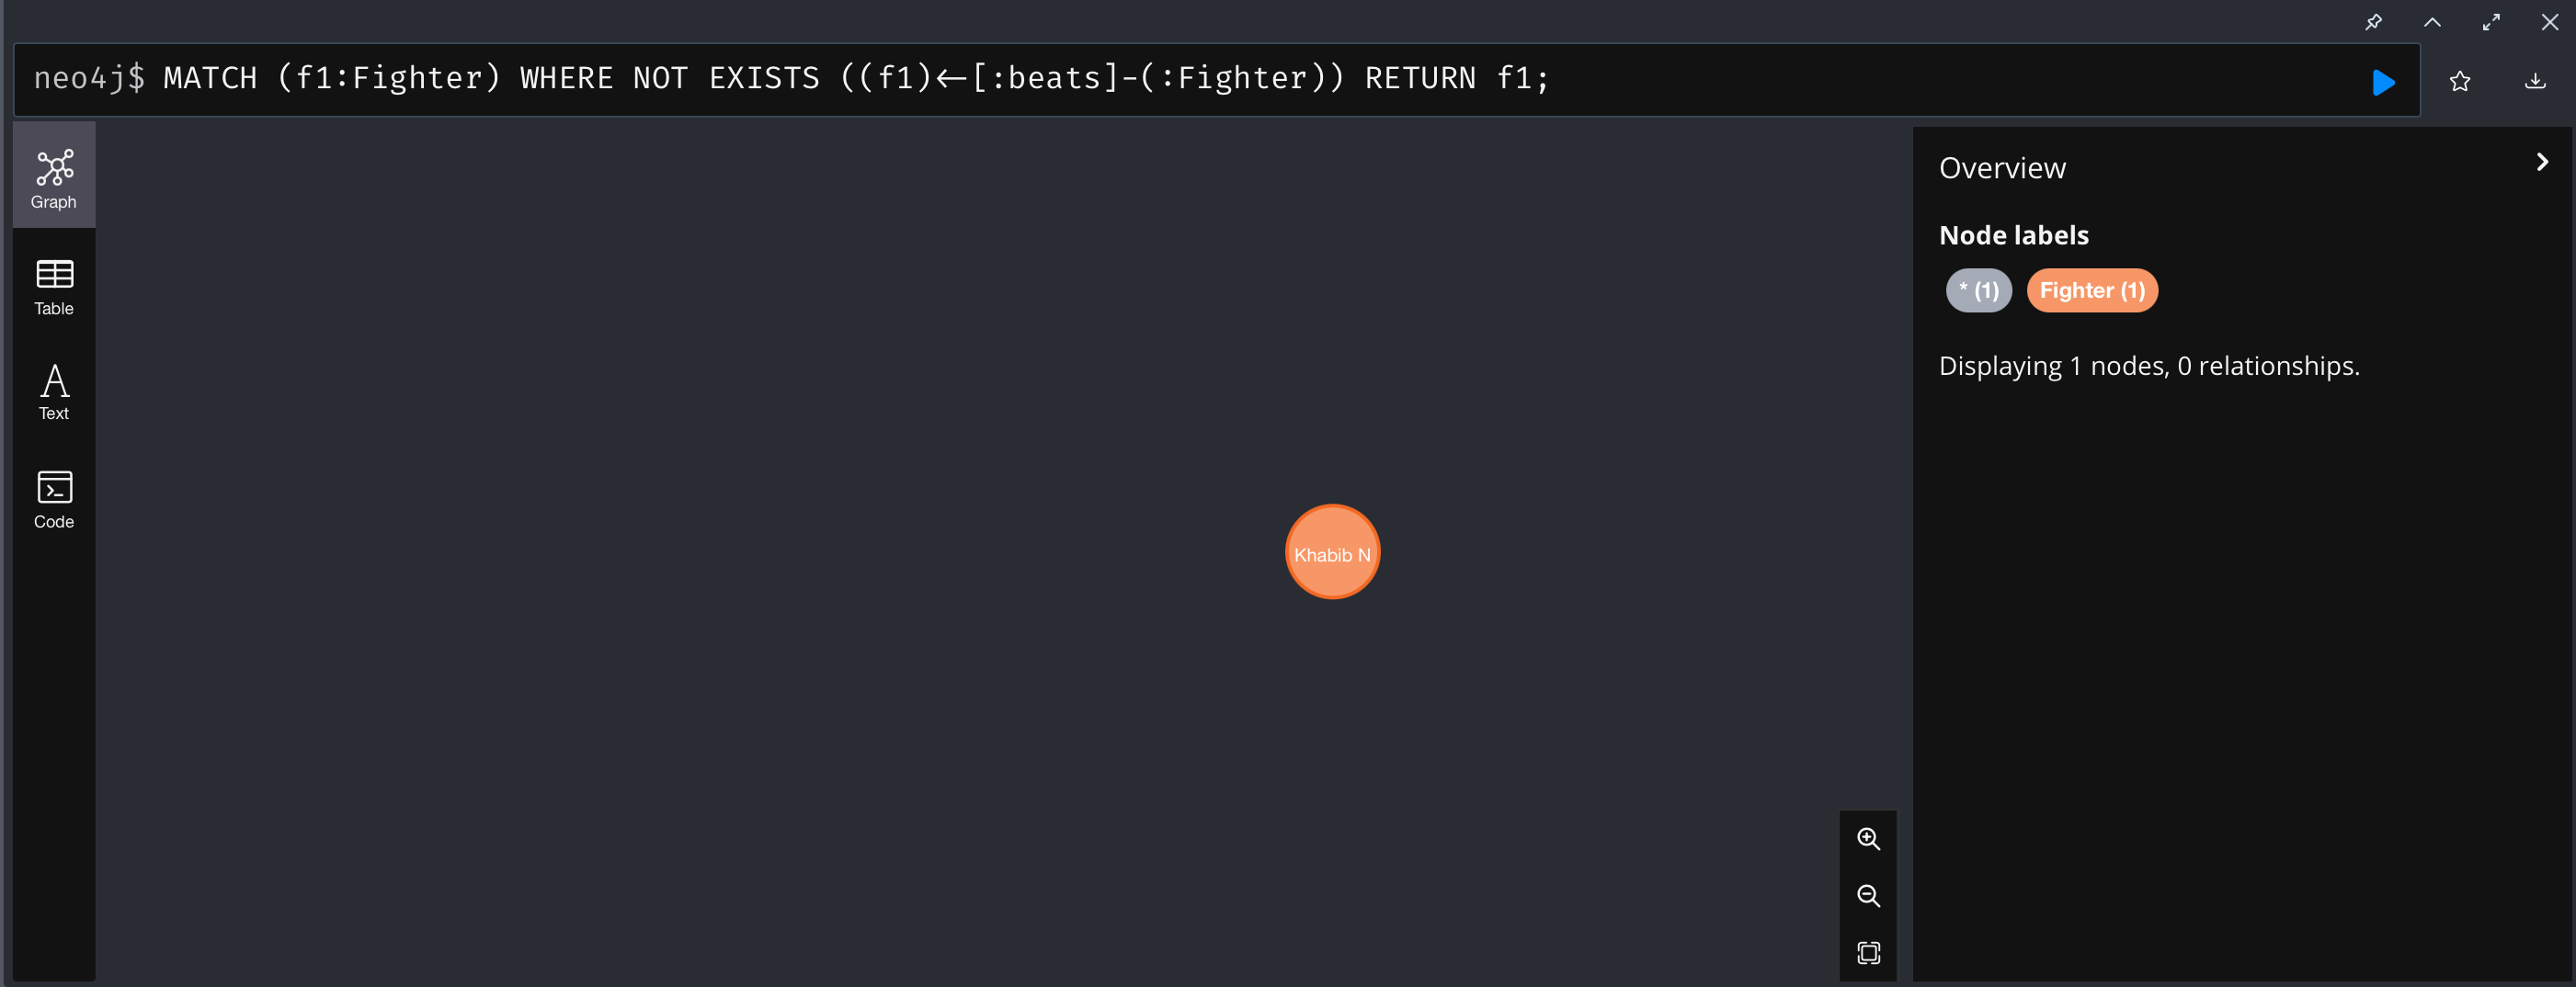 neo4j$ MATCH (f1:Fighter) WHERE NOT EXISTS ((f1)<-[:beats]-(:Fighter)) RETURN f1;
Graph
Table
Text
Code
Khabib N
Overview
Node labels
* (1) Fighter (1)
Displaying 1 nodes, 0 relationships.